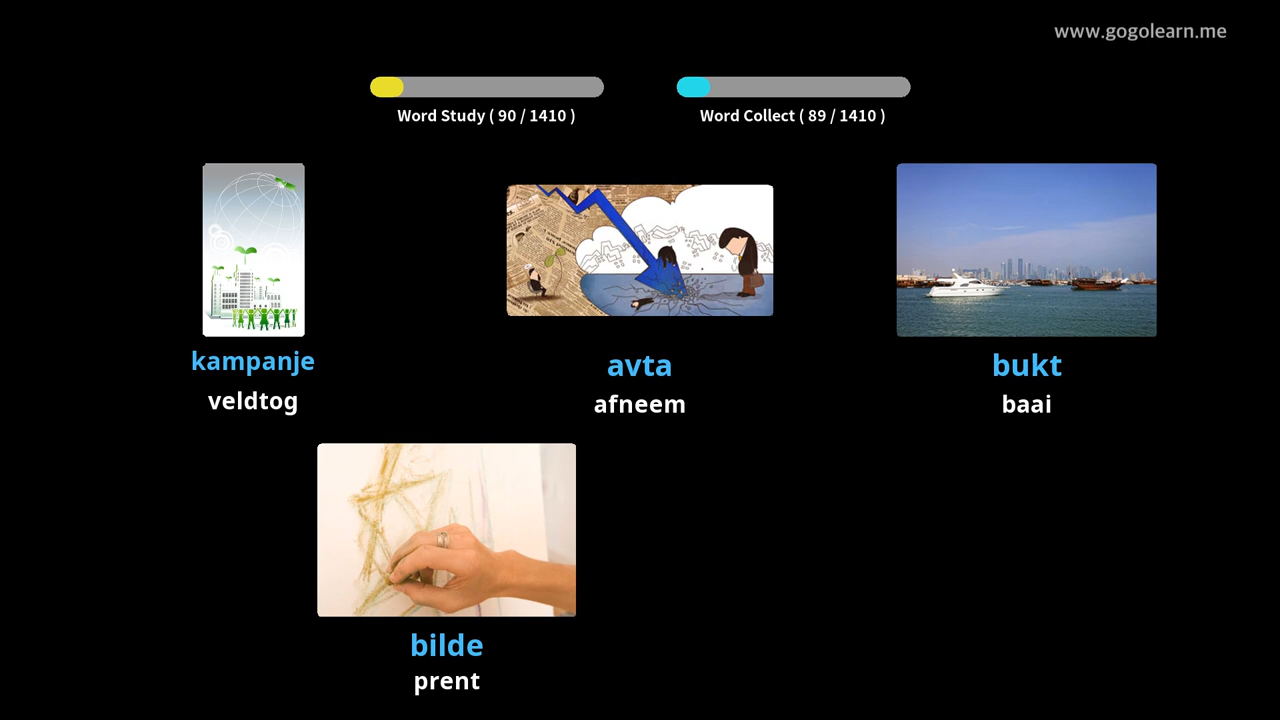 www.gogolearn.me
Word Study ( 90 / 1410 )
Word Collect ( 89 / 1410 )
kampanje
veldtog
avta
afneem
bukt
baai
bilde
prent